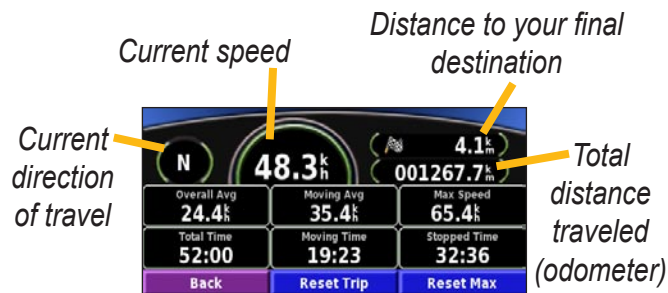 Current speed
Distance to your final
destination
Current
direction
of travel
N
48.3 k/h
4.1 km
001267.7 km
Total
distance
traveled
(odometer)
Overall Avg
Moving Avg
Max Speed
24.4 k/h
35.4 k/h
65.4 k/h
Total Time
Moving Time
Stopped Time
52:00
19:23
32:36
Back
Reset Trip
Reset Max